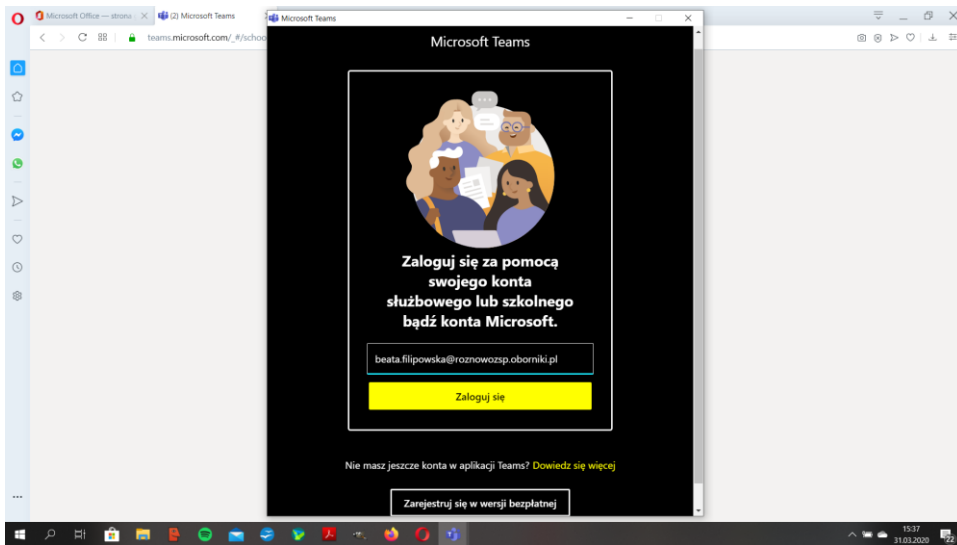 Microsoft Office — strona
(2) Microsoft Teams
Microsoft Teams
teams.microsoft.com/_#/schoo
Microsoft Teams
Zaloguj się za pomocą
swojego konta
służbowego lub szkolnego
bądź konta Microsoft.
beata.filipowska@roznowozsp.oborniki.pl
Zaloguj się
Nie masz jeszcze konta w aplikacji Teams? Dowiedz się więcej
Zarejestruj się w wersji bezpłatnej
15:37
31.03.2020
22